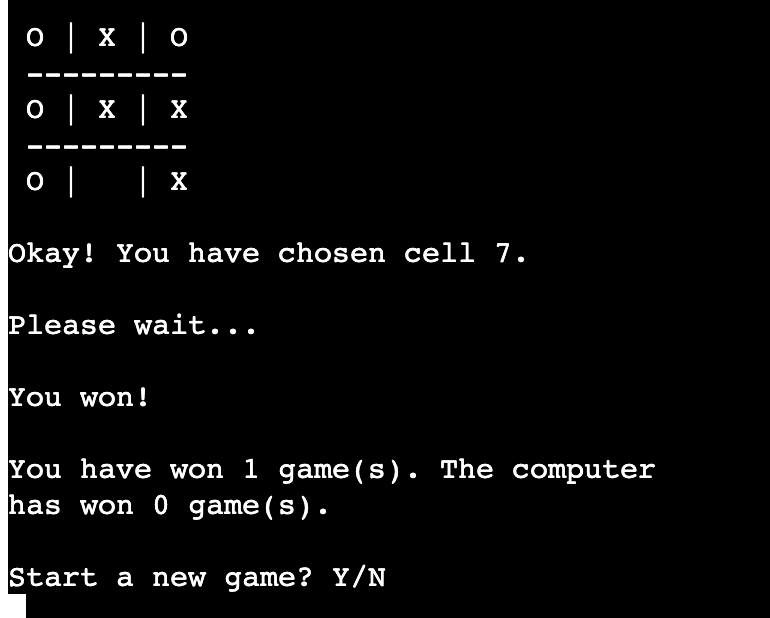 O | X | O
---------
O | X | X
---------
O |   | X
Okay! You have chosen cell 7.
Please wait...
You won!
You have won 1 game(s). The computer
has won 0 game(s).
Start a new game? Y/N